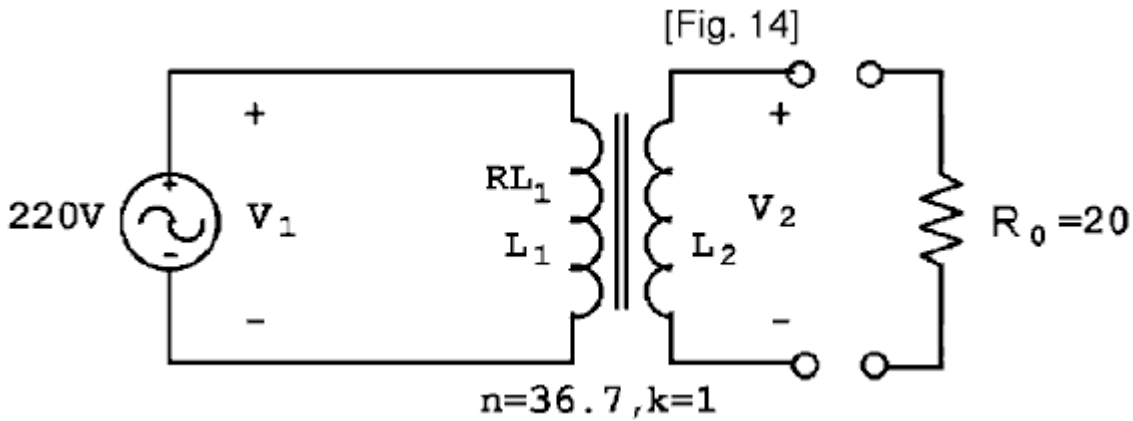 [Fig. 14]
+
+
+
220V
V1
RL1
L1
L2
V2
R0=20
-
-
-
n=36.7,k=1